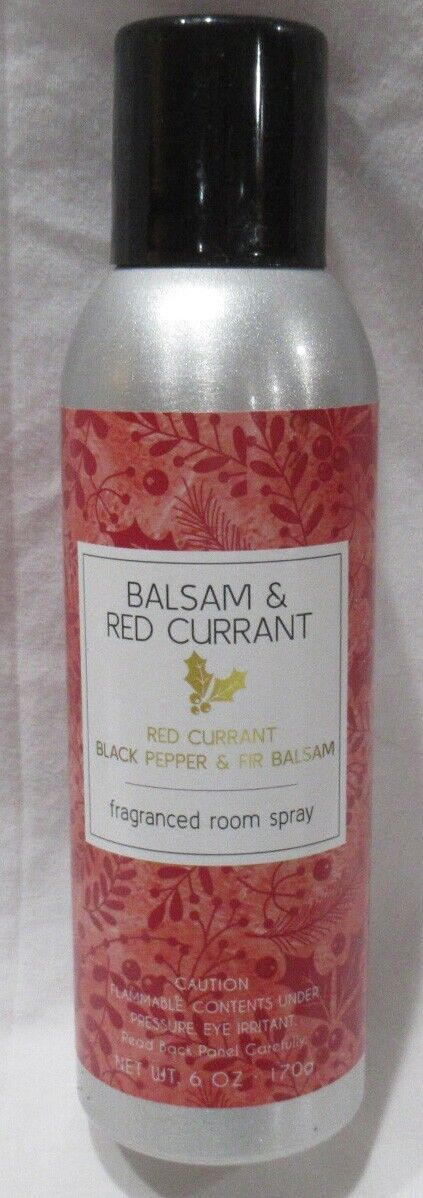 BALSAM &
RED CURRANT
RED CURRANT
BLACK PEPPER & FIR BALSAM
fragranced room spray
CAUTION
FLAMMABLE, CONTENTS UNDER
PRESSURE, EYE IRRITANT.
Read Back Panel Carefully.
NET WT. 6 OZ 170g